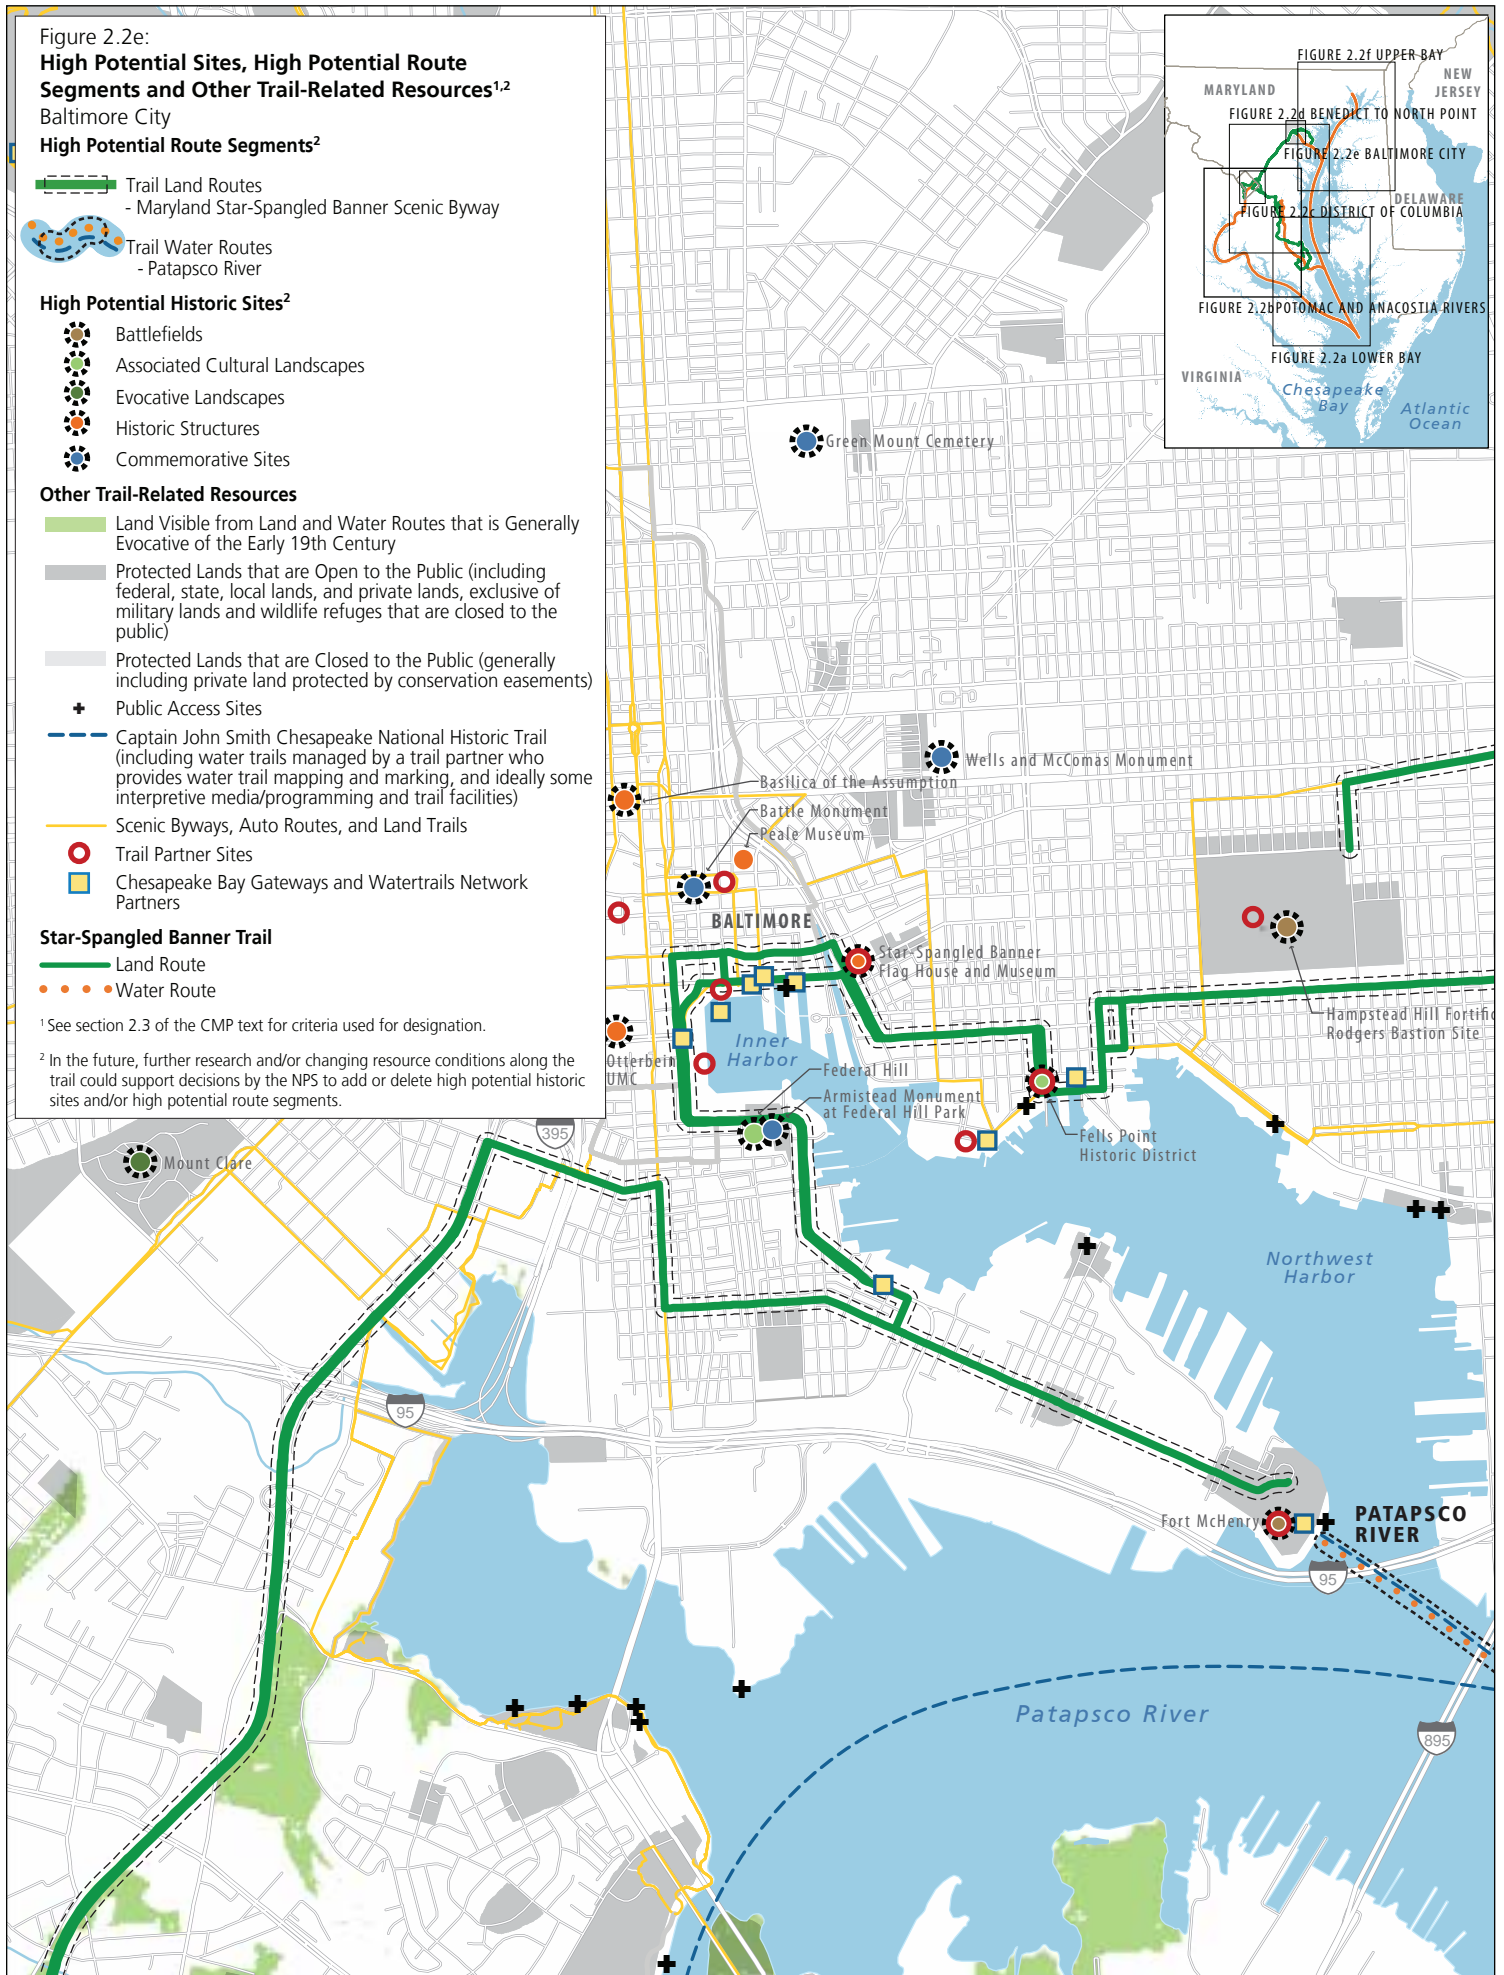 Figure 2.2e:
High Potential Sites, High Potential Route
Segments and Other Trail-Related Resources1,2
Baltimore City
High Potential Route Segments2
Trail Land Routes
- Maryland Star-Spangled Banner Scenic Byway
Trail Water Routes
- Patapsco River
High Potential Historic Sites2
Battlefields
Associated Cultural Landscapes
Evocative Landscapes
Historic Structures
Commemorative Sites
Other Trail-Related Resources
Land Visible from Land and Water Routes that is Generally
Evocative of the Early 19th Century
Protected Lands that are Open to the Public (including
federal, state, local lands, and private lands, exclusive of
military lands and wildlife refuges that are closed to the
public)
Protected Lands that are Closed to the Public (generally
including private land protected by conservation easements)
Public Access Sites
Captain John Smith Chesapeake National Historic Trail
(including water trails managed by a trail partner who
provides water trail mapping and marking, and ideally some
interpretive media/programming and trail facilities)
Scenic Byways, Auto Routes, and Land Trails
Trail Partner Sites
Chesapeake Bay Gateways and Watertrails Network
Partners
Star-Spangled Banner Trail
Land Route
Water Route
1 See section 2.3 of the CMP text for criteria used for designation.
2 In the future, further research and/or changing resource conditions along the
trail could support decisions by the NPS to add or delete high potential historic
sites and/or high potential route segments.
FIGURE 2.2f UPPER BAY
MARYLAND
NEW
JERSEY
FIGURE 2.2d BENEDICT TO NORTH POINT
FIGURE 2.2e BALTIMORE CITY
DELAWARE
FIGURE 2.2c DISTRICT OF COLUMBIA
FIGURE 2.2b POTOMAC AND ANACOSTIA RIVERS
FIGURE 2.2a LOWER BAY
VIRGINIA
Chesapeake
Bay
Atlantic
Ocean
Green Mount Cemetery
Wells and McComas Monument
Basilica of the Assumption
Battle Monument
Peale Museum
BALTIMORE
Star-Spangled Banner
Flag House and Museum
Hampstead Hill Fortific
Rodgers Bastion Site
Inner
Harbor
Otterbein
UMC
Federal Hill
Armistead Monument
at Federal Hill Park
Fells Point
Historic District
395
Mount Clare
Northwest
Harbor
95
Fort McHenry
PATAPSCO
RIVER
95
Patapsco River
895